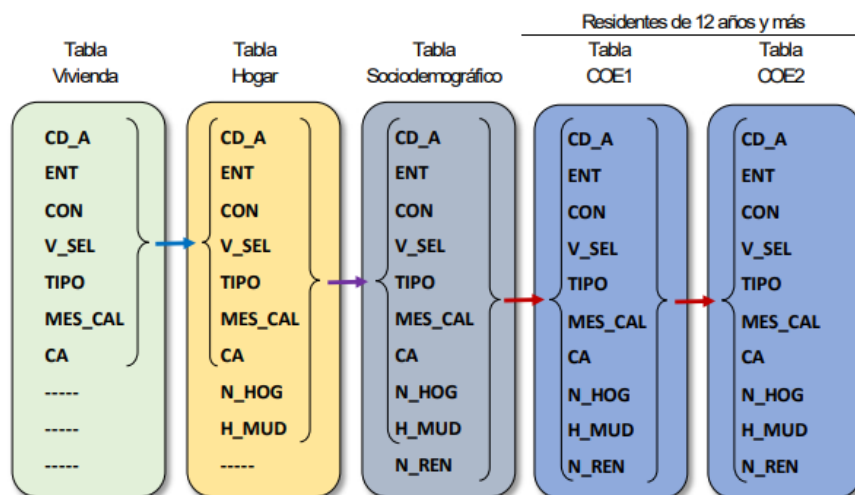 Residentes de 12 años y más
Tabla Vivienda
Tabla Hogar
Tabla Sociodemográfico
Tabla COE1
Tabla COE2
CD_A CD_A CD_A CD_A CD_A
ENT ENT ENT ENT ENT
CON CON CON CON CON
V_SEL V_SEL V_SEL V_SEL V_SEL
TIPO TIPO TIPO TIPO TIPO
MES_CAL MES_CAL MES_CAL MES_CAL MES_CAL
CA CA CA CA CA
----- N_HOG N_HOG N_HOG N_HOG
----- H_MUD H_MUD H_MUD H_MUD
----- ----- N_REN N_REN N_REN